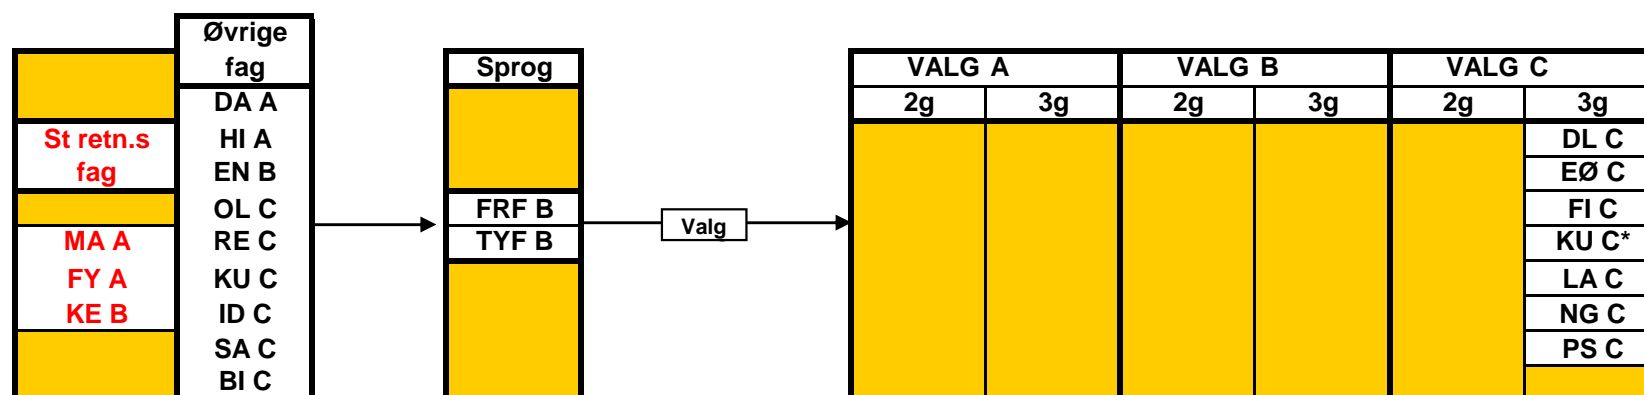 Øvrige
fag
Sprog
VALG A
VALG B
VALG C
2g
3g
2g
3g
2g
3g
DA A
St retn.s
fag
HI A
EN B
OL C
RE C
KU C
ID C
SA C
BI C
MA A
FY A
KE B
FRF B
TYF B
Valg
DL C
EØ C
FI C
KU C*
LA C
NG C
PS C